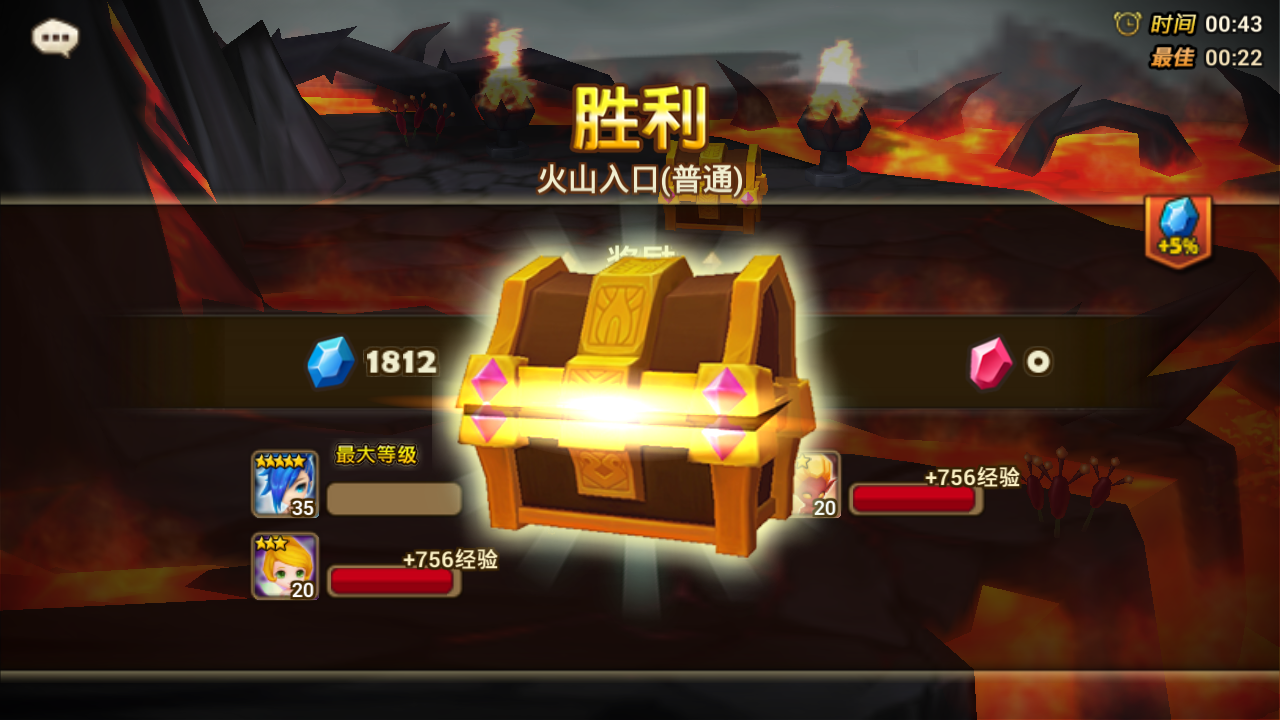 时间 00:43
最佳 00:22
胜利
火山入口(普通)
+5%
1812
0
最大等级
35
+756经验
20
+756经验
20